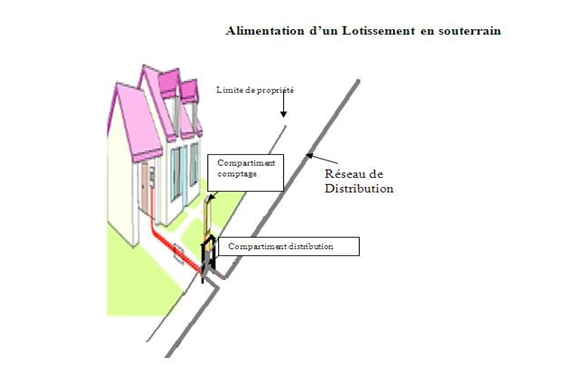 Alimentation d'un Lotissement en souterrain
Limite de propriété
Compartiment
comptage
Réseau de
Distribution
Compartiment distribution